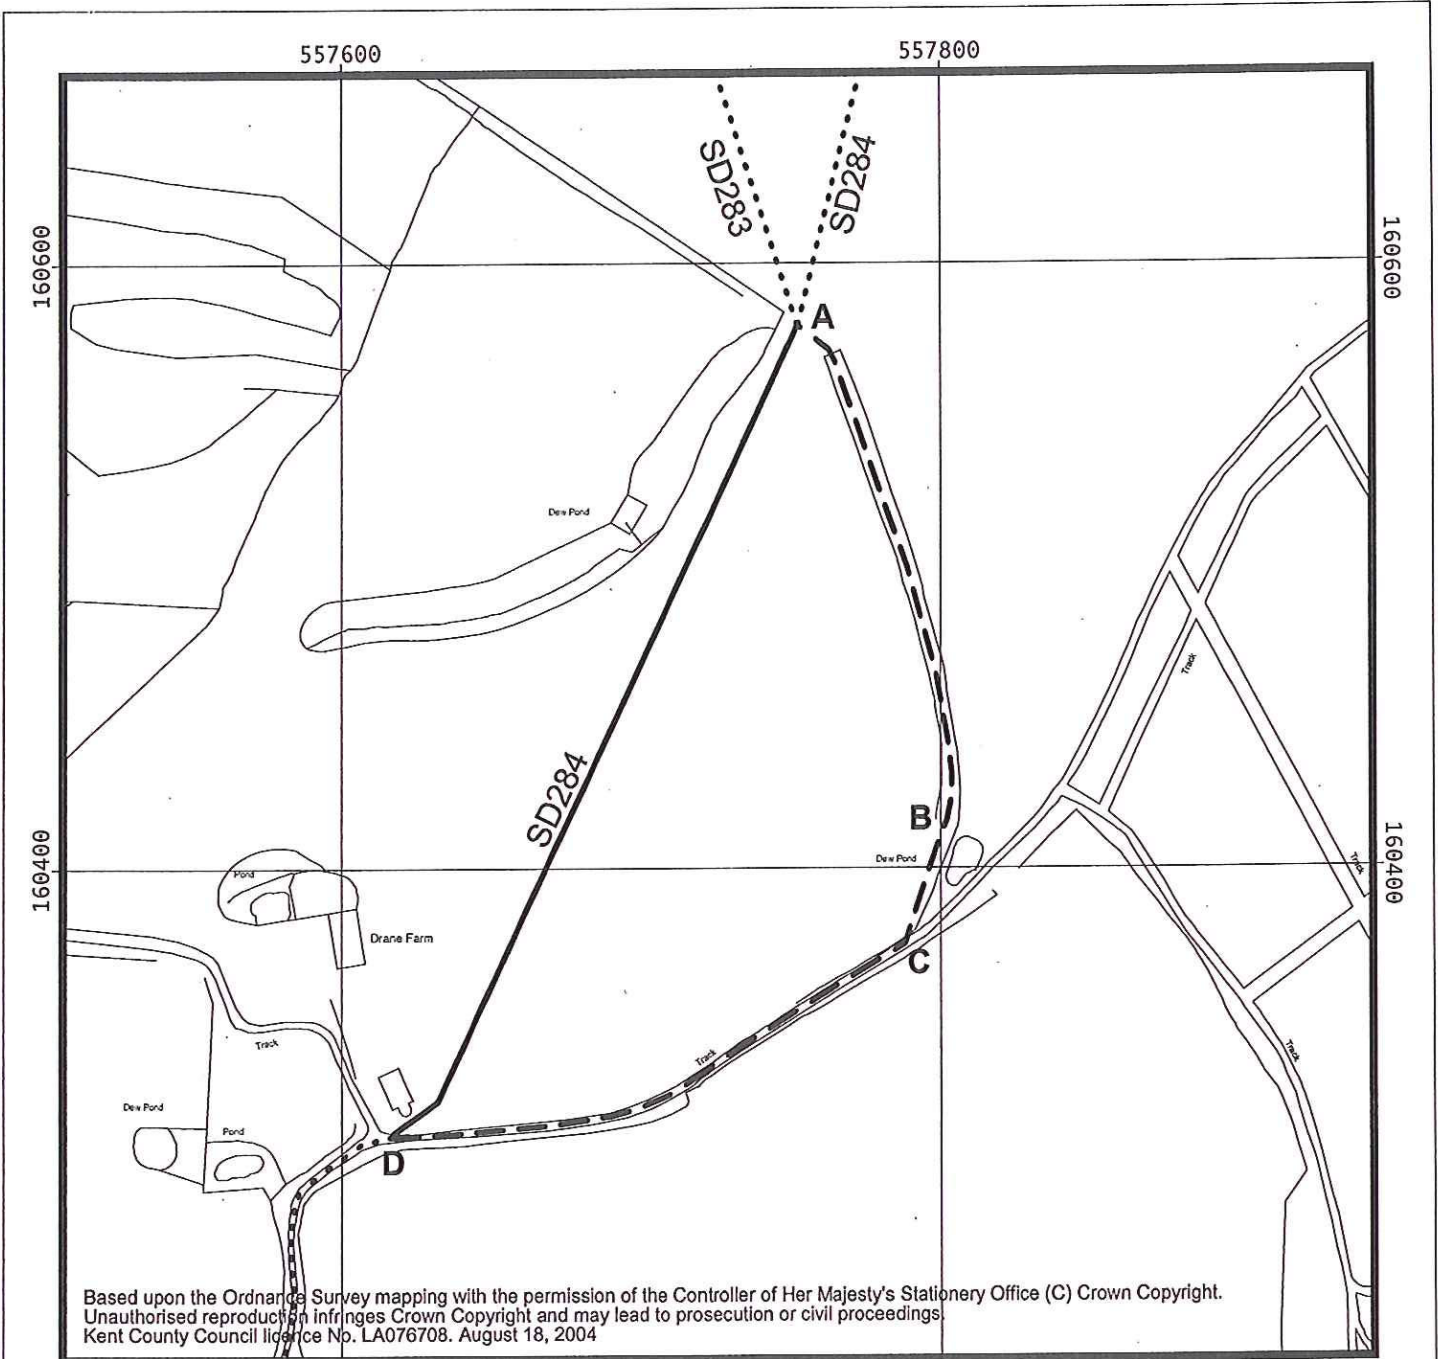 557600
557800
SD283
SD284
160600
160600
A
Dew Pond
Track
SD284
B
Dew Pond
160400
160400
Track
Pond
Drane Farm
C
Track
Track
Track
Dew Pond
Pond
D
Based upon the Ordnance Survey mapping with the permission of the Controller of Her Majesty's Stationery Office (C) Crown Copyright.
Unauthorised reproduction infringes Crown Copyright and may lead to prosecution or civil proceedings.
Kent County Council licence No. LA076708. August 18, 2004